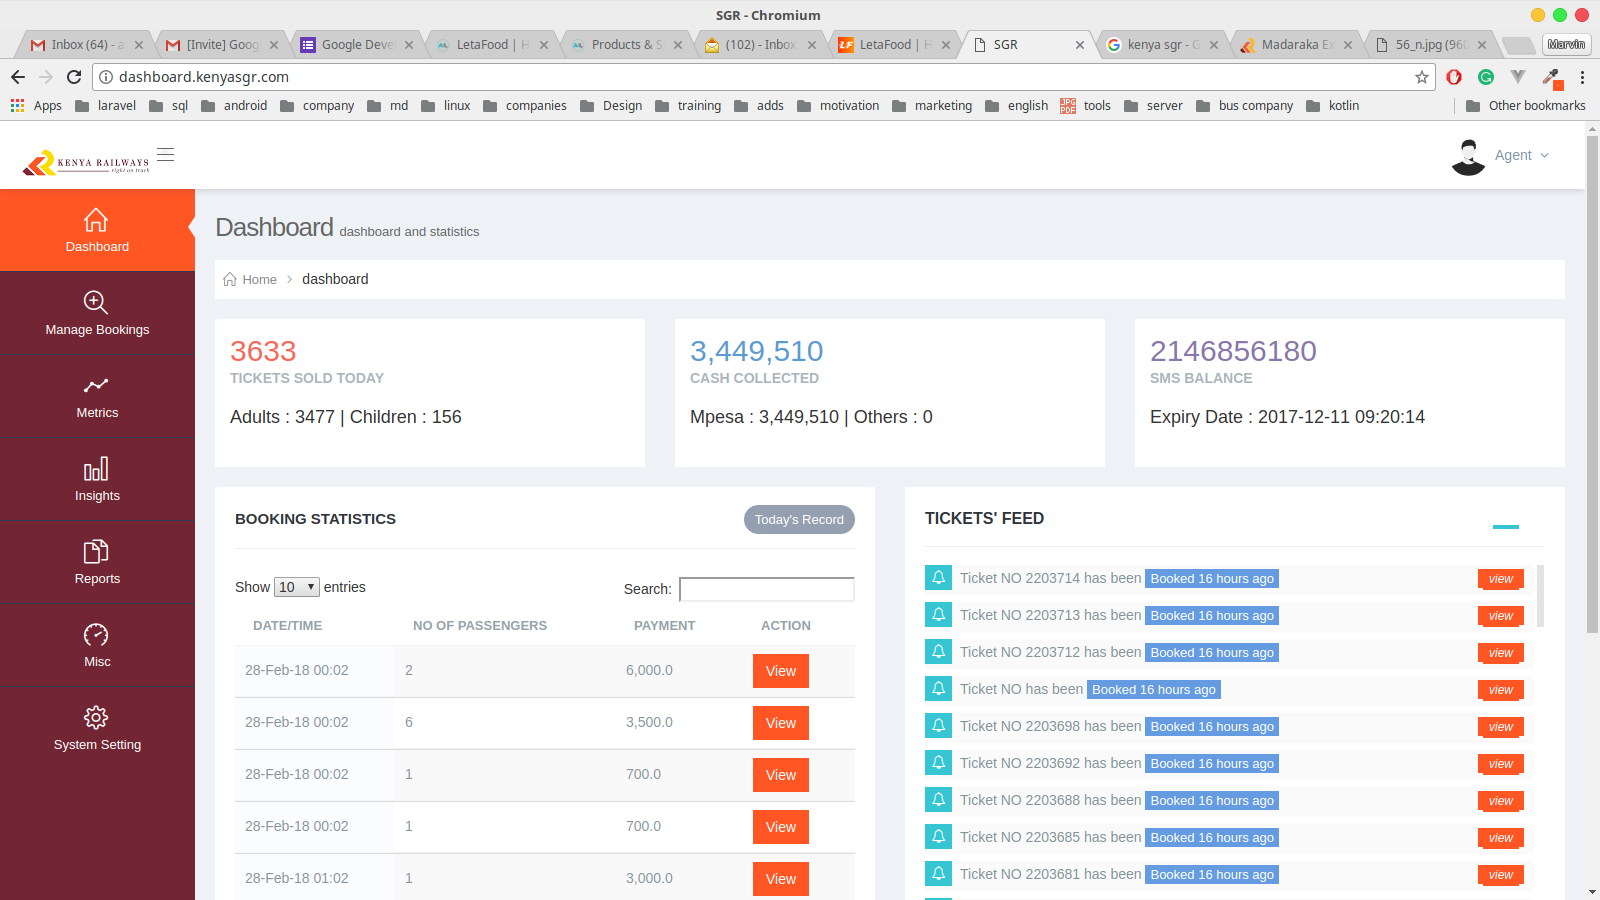 SGR - Chromium
Inbox (64) - a
[Invite] Goog
Google Deve
LetaFood | H
Products & S
(102) - Inbox
LetaFood | H
SGR
kenya sgr - G
Madaraka Ex
56_n.jpg (960
Marvin
dashboard.kenyasgr.com
Apps laravel sql android company md linux companies Design training adds motivation marketing english tools server bus company kotlin Other bookmarks
KENYA RAILWAYS
right on track
Agent
Dashboard
Manage Bookings
Metrics
Insights
Reports
Misc
System Setting
Dashboard dashboard and statistics
Home > dashboard
3633
TICKETS SOLD TODAY
Adults : 3477 | Children : 156
3,449,510
CASH COLLECTED
Mpesa : 3,449,510 | Others : 0
2146856180
SMS BALANCE
Expiry Date : 2017-12-11 09:20:14
BOOKING STATISTICS
Today's Record
Show 10 entries
Search:
DATE/TIME NO OF PASSENGERS PAYMENT ACTION
28-Feb-18 00:02 2 6,000.0 View
28-Feb-18 00:02 6 3,500.0 View
28-Feb-18 00:02 1 700.0 View
28-Feb-18 00:02 1 700.0 View
28-Feb-18 01:02 1 3,000.0 View
TICKETS' FEED
Ticket NO 2203714 has been Booked 16 hours ago view
Ticket NO 2203713 has been Booked 16 hours ago view
Ticket NO 2203712 has been Booked 16 hours ago view
Ticket NO has been Booked 16 hours ago view
Ticket NO 2203698 has been Booked 16 hours ago view
Ticket NO 2203692 has been Booked 16 hours ago view
Ticket NO 2203688 has been Booked 16 hours ago view
Ticket NO 2203685 has been Booked 16 hours ago view
Ticket NO 2203681 has been Booked 16 hours ago view